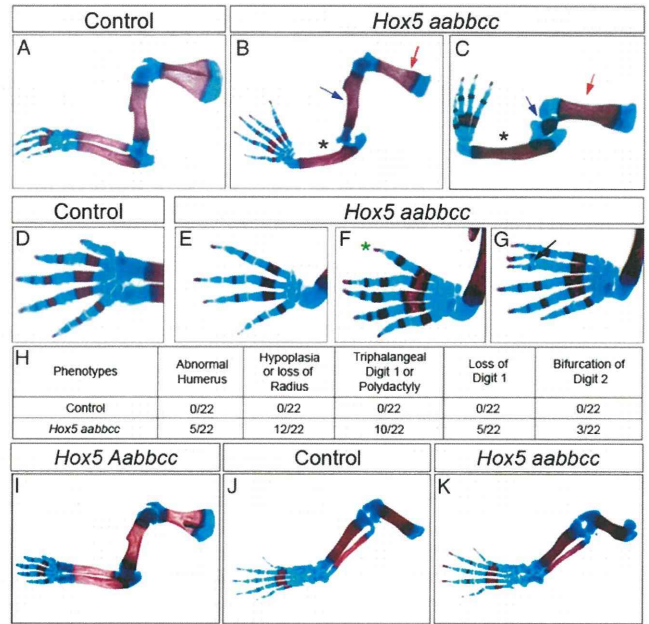 Control
Hox5 aabbcc
A
B
*
C
*
Control
Hox5 aabbcc
D
E
F
*
G
H
Phenotypes
Abnormal Humerus
Hypoplasia or loss of Radius
Triphalangeal Digit 1 or Polydactyly
Loss of Digit 1
Bifurcation of Digit 2
Control 0/22 0/22 0/22 0/22 0/22
Hox5 aabbcc 5/22 12/22 10/22 5/22 3/22
Hox5 Aabbcc
Control
Hox5 aabbcc
I
J
K